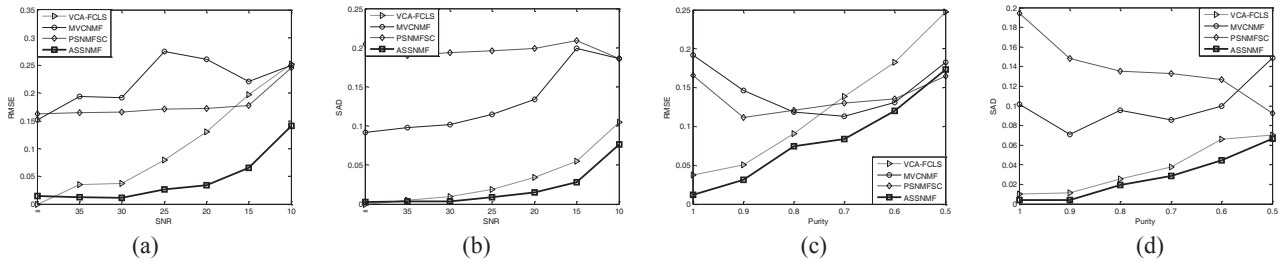 0.35
0.3
0.25
0.2
0.15
0.1
0.05
0
RMSE
VCA-FCLS
MVCNMF
PSNMFSC
ASSNMF
∞ 35 30 25 20 15 10
SNR
(a)
0.25
0.2
0.15
0.1
0.05
0
SAD
VCA-FCLS
MVCNMF
PSNMFSC
ASSNMF
∞ 35 30 25 20 15 10
SNR
(b)
0.25
0.2
0.15
0.1
0.05
0
RMSE
VCA-FCLS
MVCNMF
PSNMFSC
ASSNMF
1 0.9 0.8 0.7 0.6 0.5
Purity
(c)
0.2
0.18
0.16
0.14
0.12
0.1
0.08
0.06
0.04
0.02
0
SAD
VCA-FCLS
MVCNMF
PSNMFSC
ASSNMF
1 0.9 0.8 0.7 0.6 0.5
Purity
(d)